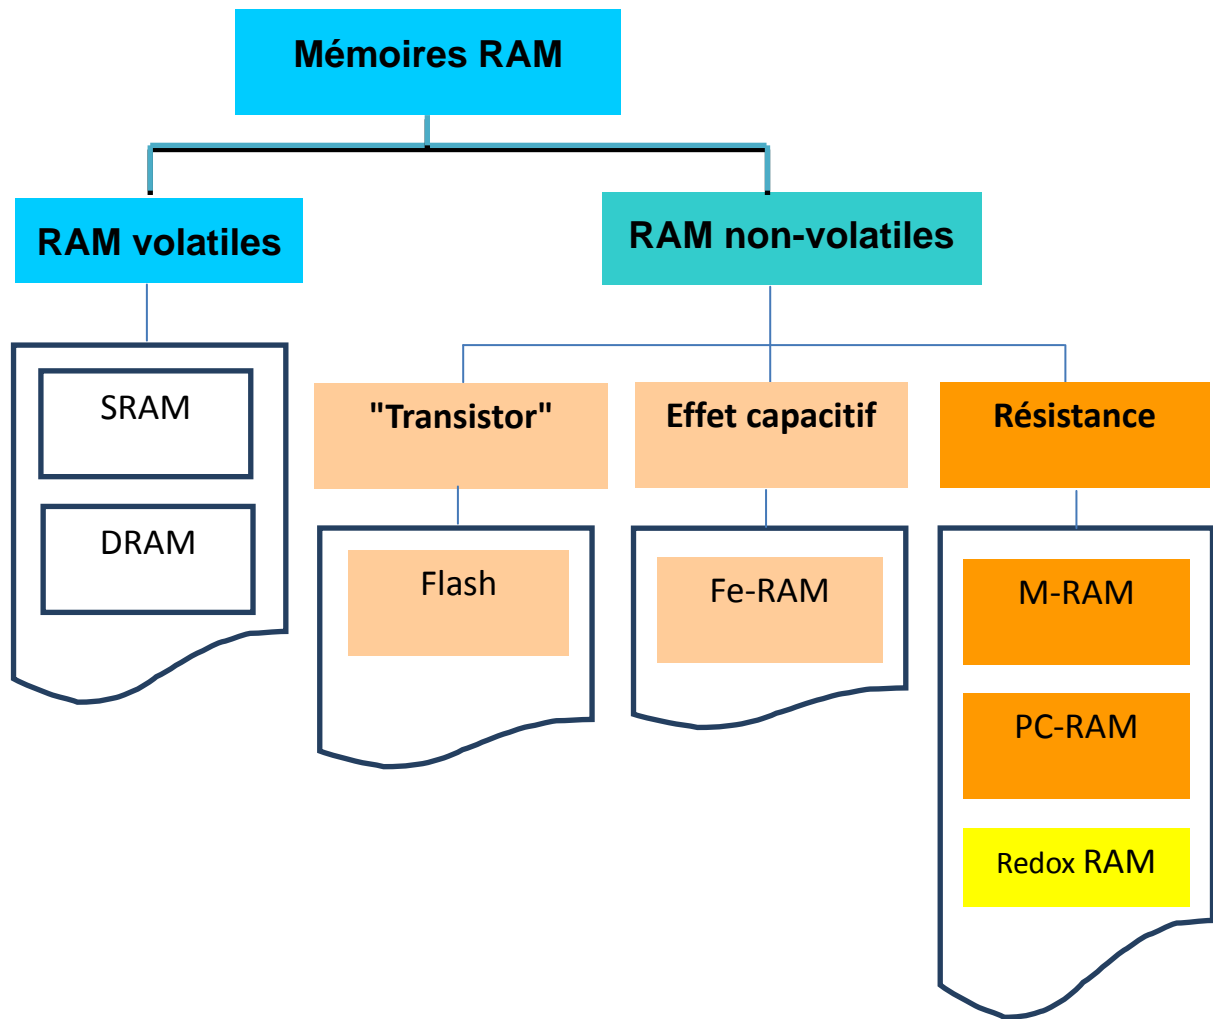 Mémoires RAM
RAM volatiles
RAM non-volatiles
SRAM
DRAM
"Transistor"
Effet capacitif
Résistance
Flash
Fe-RAM
M-RAM
PC-RAM
Redox RAM